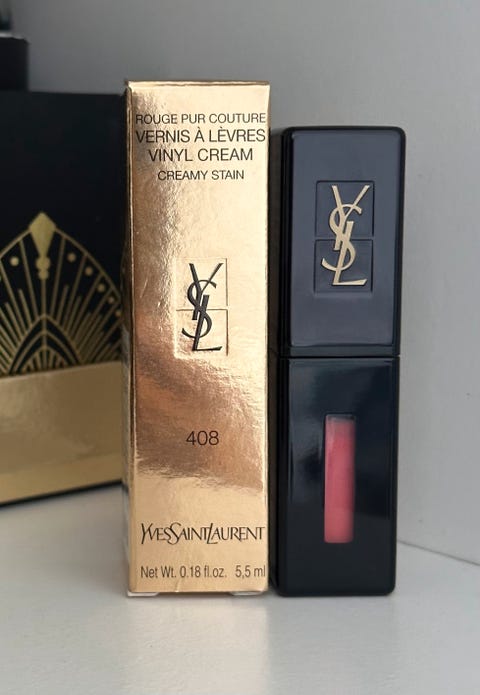 ROUGE PUR COUTURE
VERNIS À LÈVRES
VINYL CREAM
CREAMY STAIN
YSL
408
YVESSAINTLAURENT
Net Wt. 0.18 fl.oz. 5,5 ml
YSL